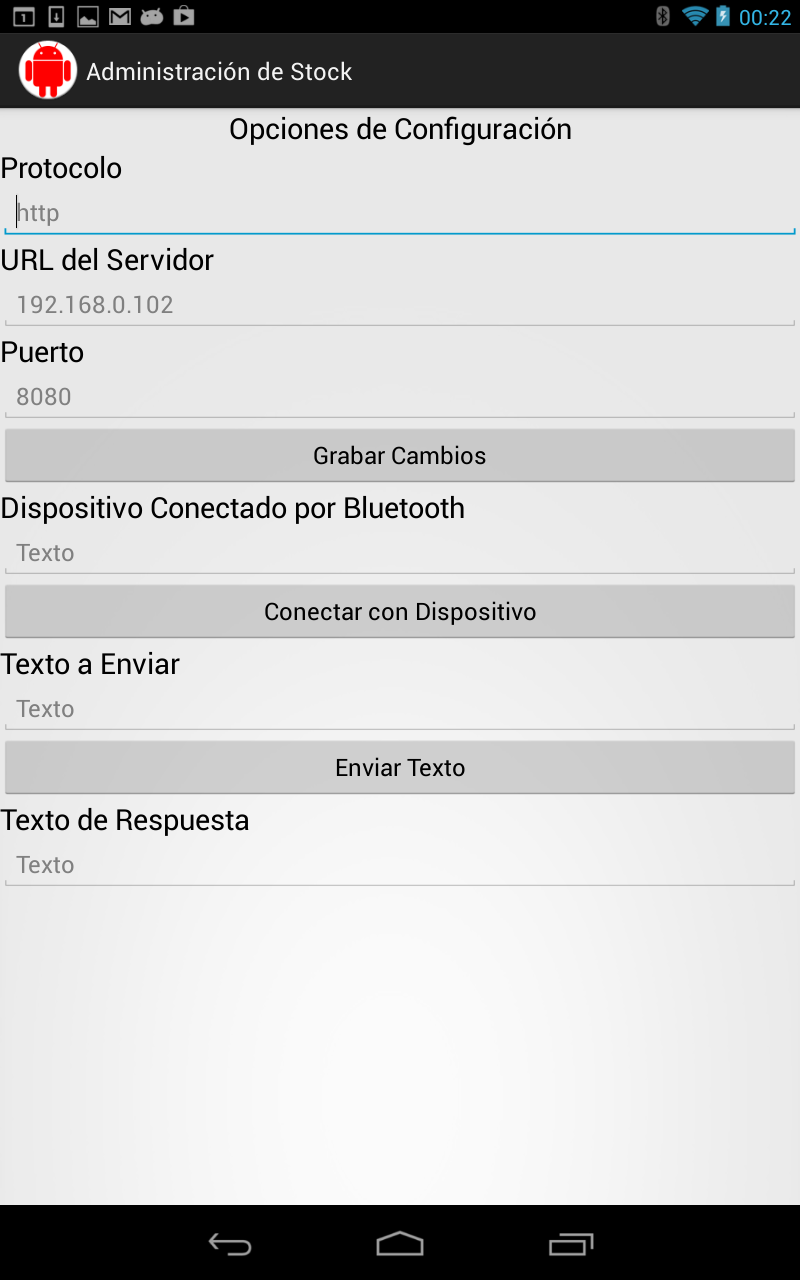 1
00:22
Administración de Stock
Opciones de Configuración
Protocolo
http
URL del Servidor
192.168.0.102
Puerto
8080
Grabar Cambios
Dispositivo Conectado por Bluetooth
Texto
Conectar con Dispositivo
Texto a Enviar
Texto
Enviar Texto
Texto de Respuesta
Texto